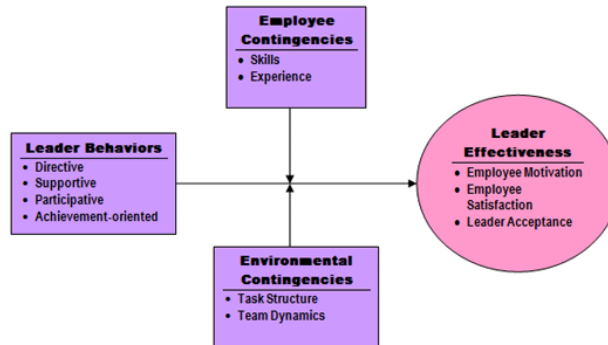 Employee
Contingencies
• Skills
• Experience
Leader Behaviors
• Directive
• Supportive
• Participative
• Achievement-oriented
Leader
Effectiveness
• Employee Motivation
• Employee
Satisfaction
• Leader Acceptance
Environmental
Contingencies
• Task Structure
• Team Dynamics